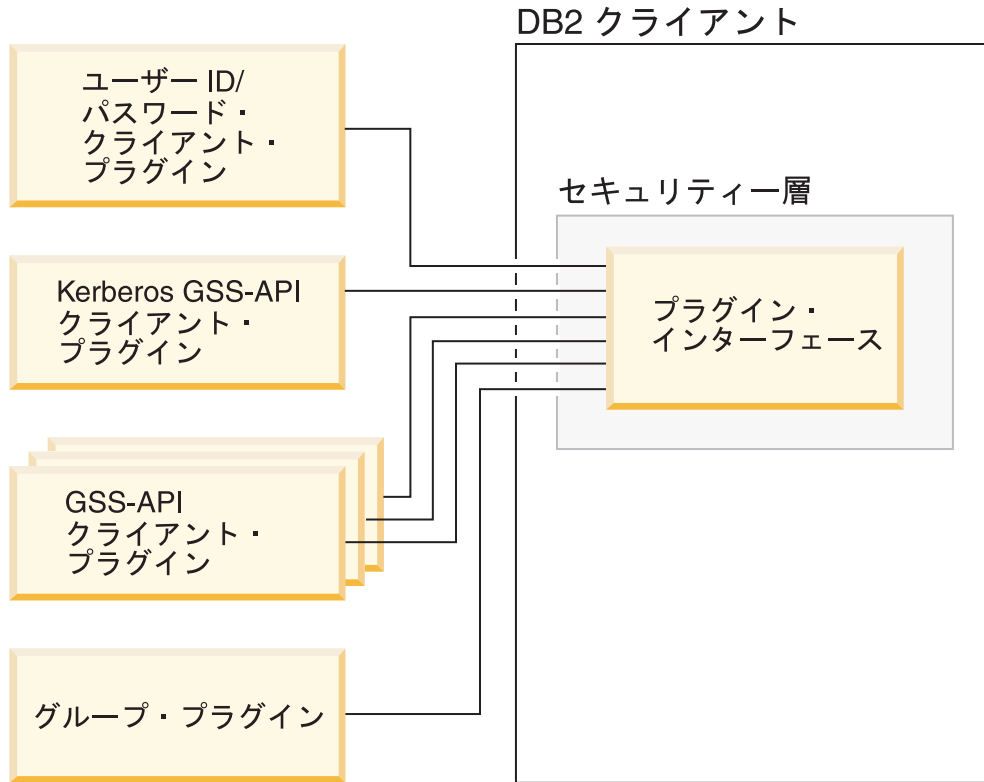 DB2 クライアント
ユーザー ID/
パスワード・
クライアント・
プラグイン
セキュリティー層
Kerberos GSS-API
クライアント・
プラグイン
プラグイン・
インターフェース
GSS-API
クライアント・
プラグイン
グループ・プラグイン